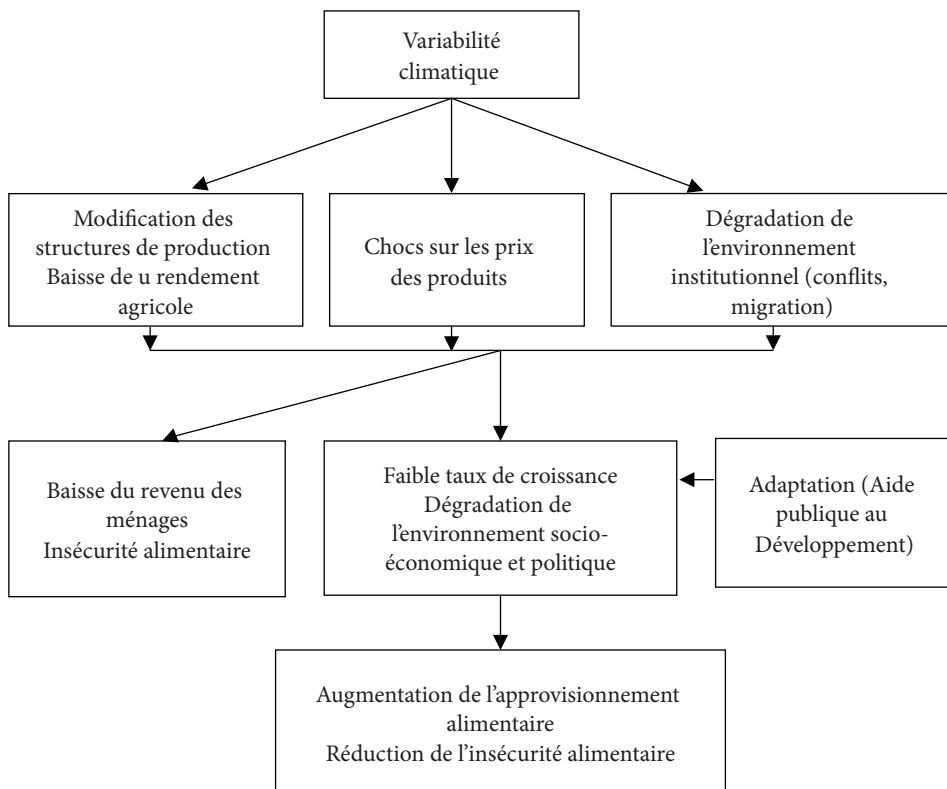 Variabilité
climatique
Modification des
structures de production
Baisse de u rendement
agricole
Chocs sur les prix
des produits
Dégradation de
l’environnement
institutionnel (conflits,
migration)
Baisse du revenu des
ménages
Insécurité alimentaire
Faible taux de croissance
Dégradation de
l’environnement socio-
économique et politique
Adaptation (Aide
publique au
Développement)
Augmentation de l’approvisionnement
alimentaire
Réduction de l’insécurité alimentaire